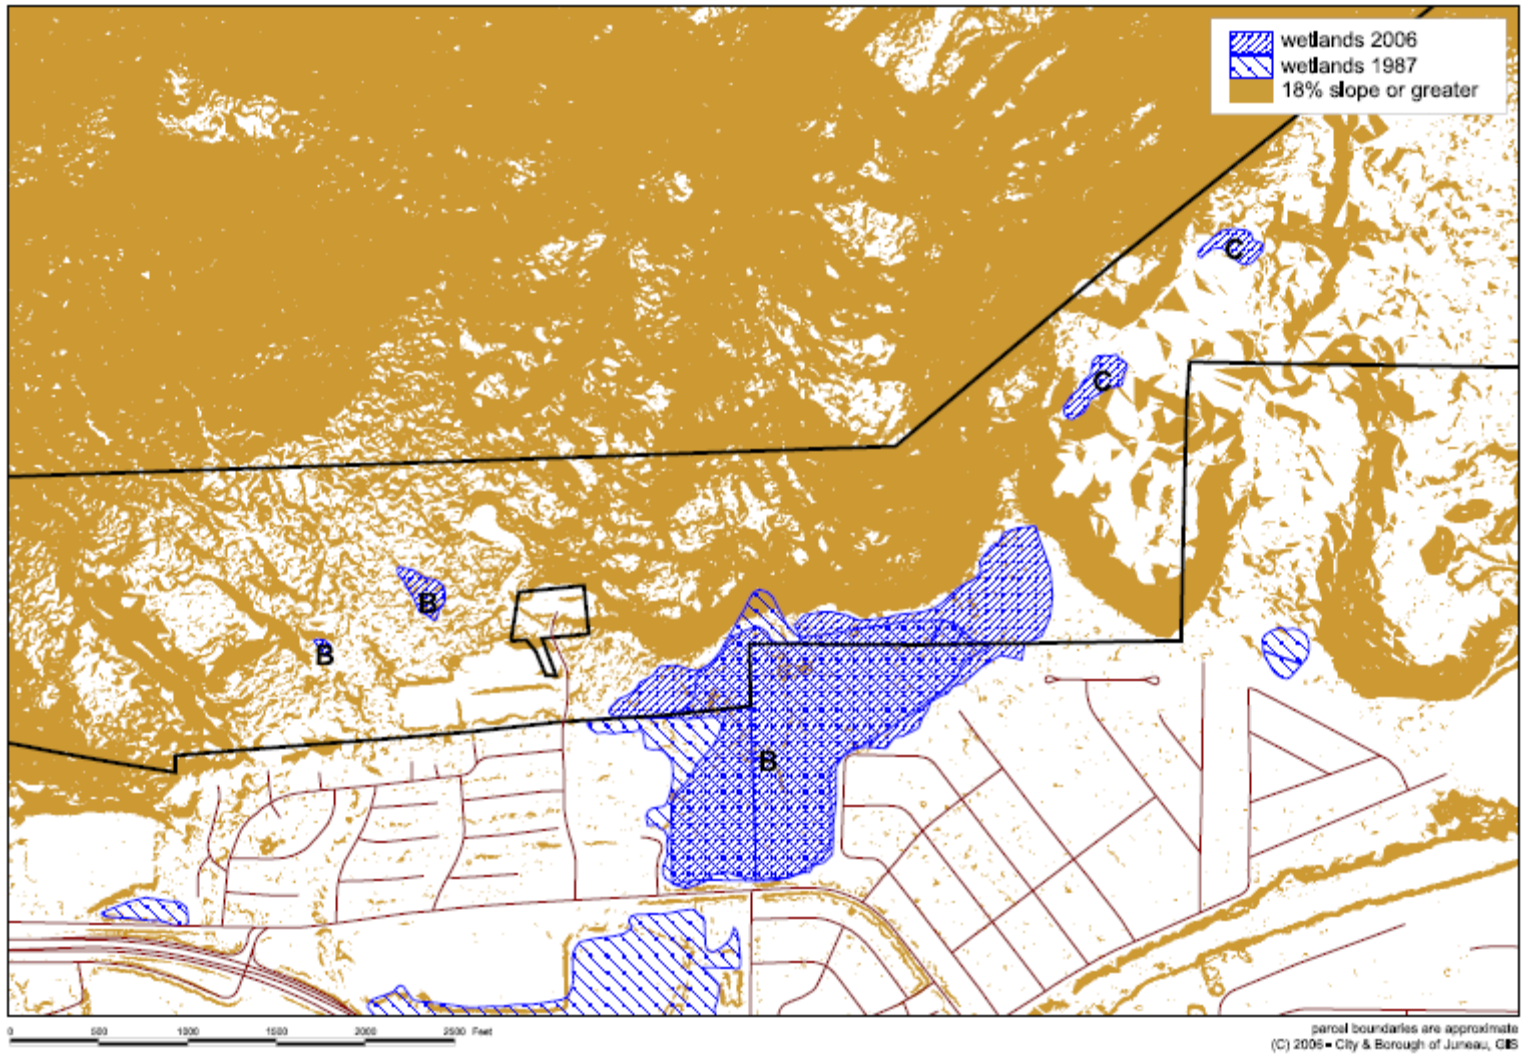 wetlands 2006
wetlands 1987
18% slope or greater
C
C
B
B
B
0 500 1000 1500 2000 2500 Feet
parcel boundaries are approximate
(C) 2006 - City & Borough of Juneau, GIS